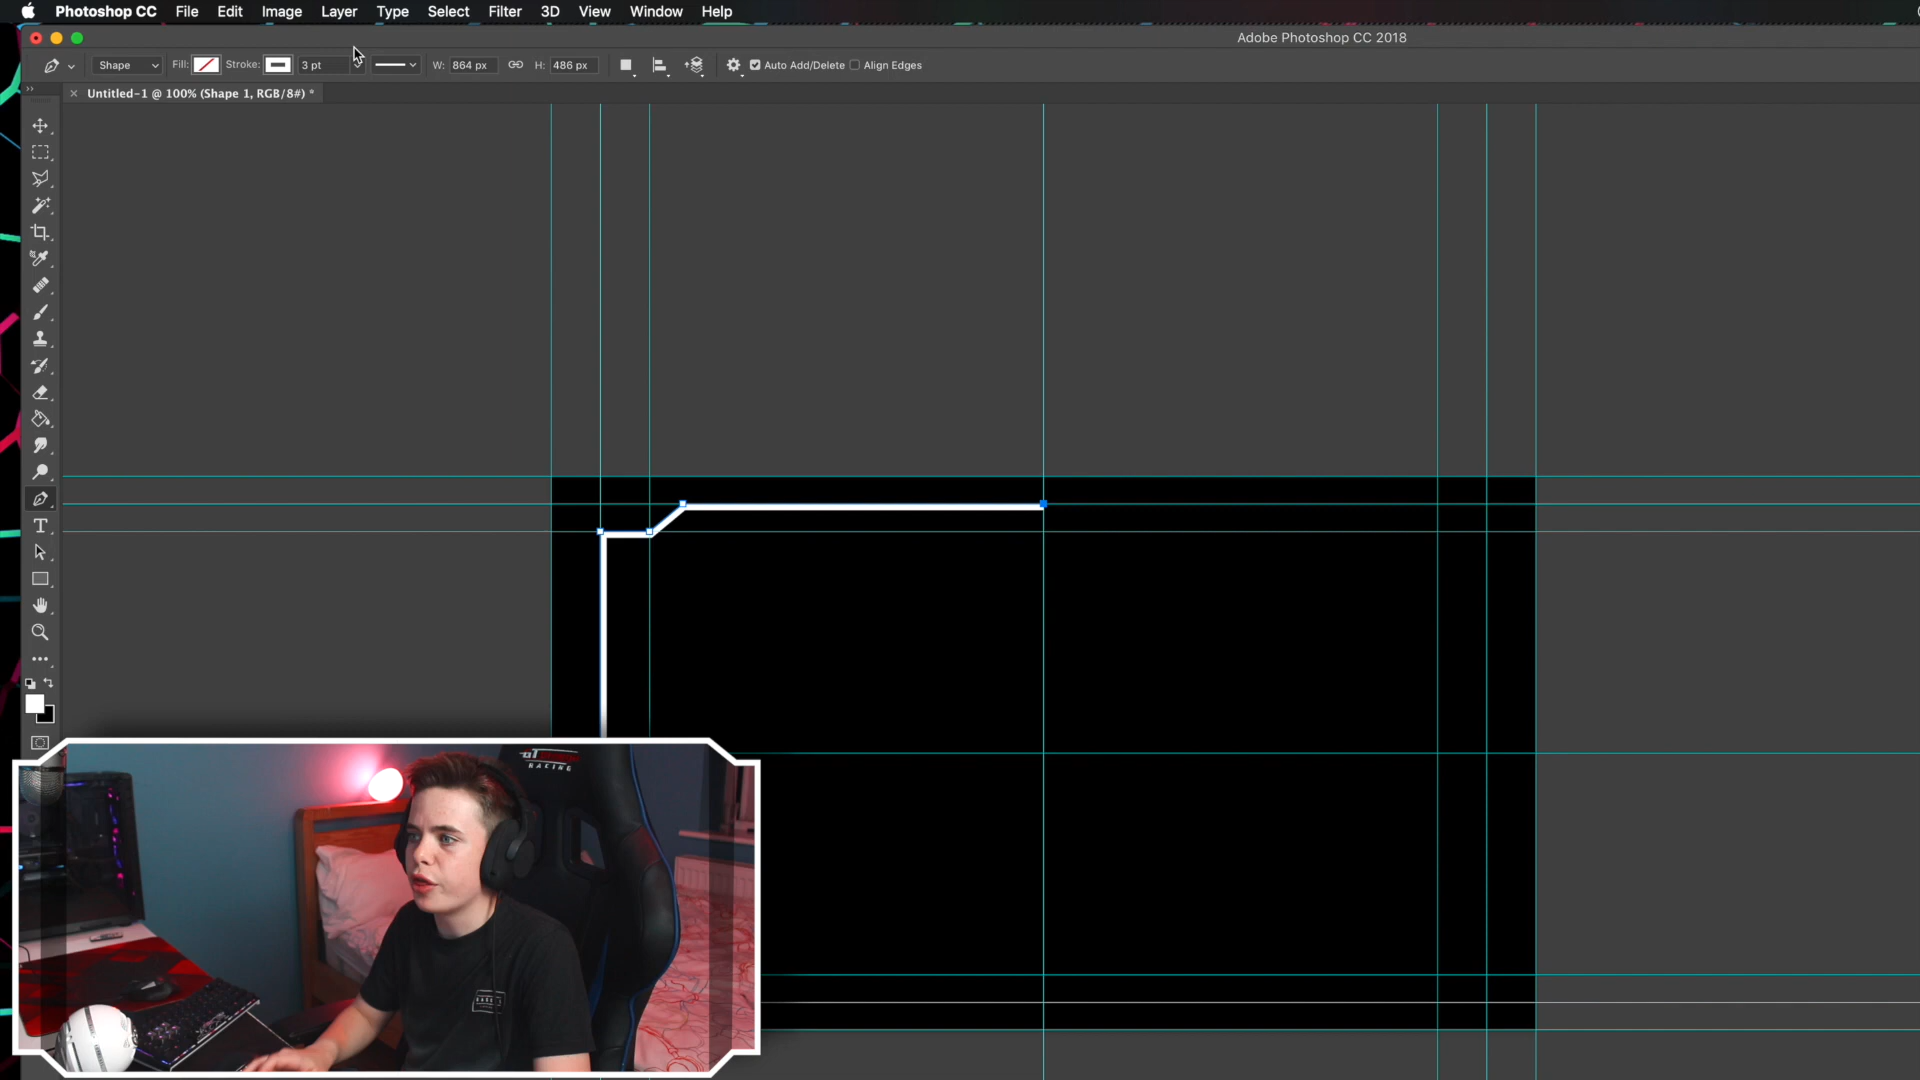 Photoshop CC File Edit Image Layer Type Select Filter 3D View Window Help
Adobe Photoshop CC 2018
Shape Fill: Stroke: 3 pt W: 864 px H: 486 px Auto Add/Delete Align Edges
Untitled-1 @ 100% (Shape 1, RGB/8#) *
GT
RACING